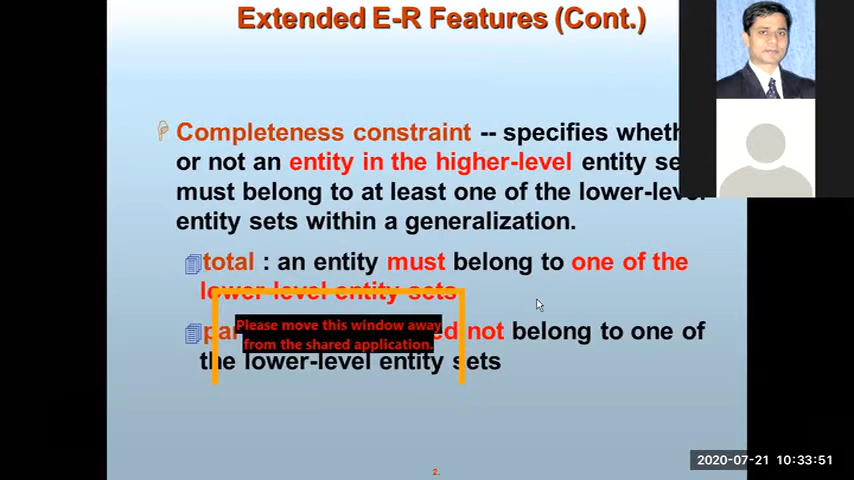 Extended E-R Features (Cont.)
Completeness constraint -- specifies wheth
or not an entity in the higher-level entity se
must belong to at least one of the lower-level
entity sets within a generalization.
total : an entity must belong to one of the
lower-level entity sets
Please move this window away
from the shared application.
not belong to one of
the lower-level entity sets
2.
2020-07-21 10:33:51